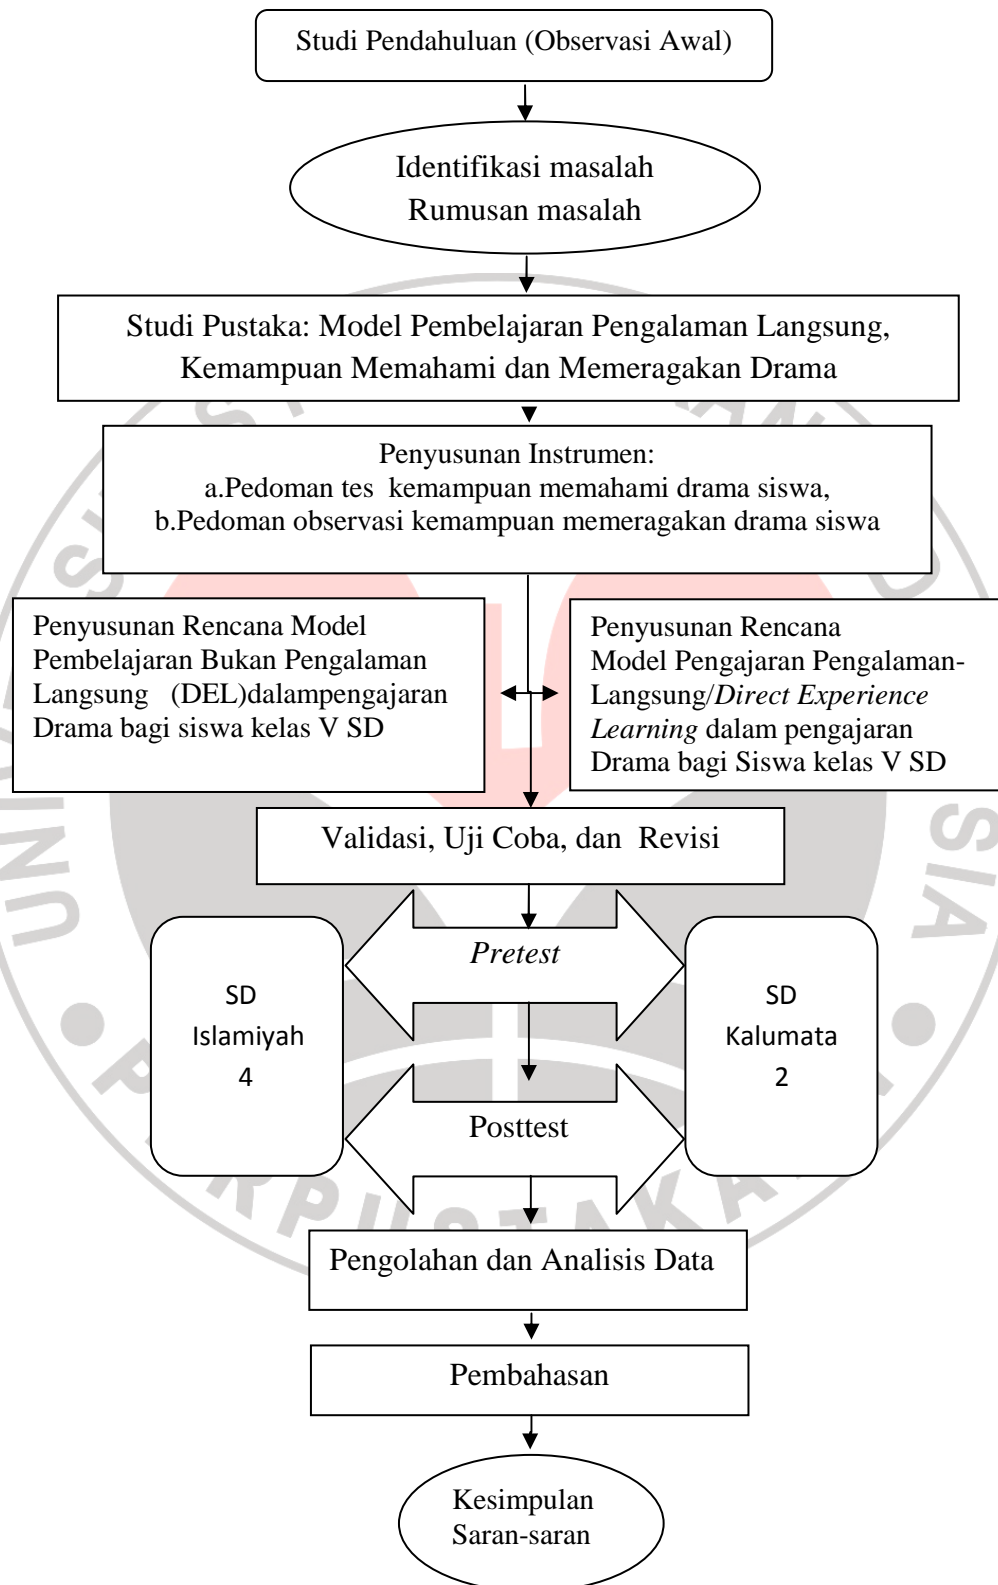 Studi Pendahuluan (Observasi Awal)
Identifikasi masalah
Rumusan masalah
Studi Pustaka: Model Pembelajaran Pengalaman Langsung,
Kemampuan Memahami dan Memeragakan Drama
Penyusunan Instrumen:
a.Pedoman tes kemampuan memahami drama siswa,
b.Pedoman observasi kemampuan memeragakan drama siswa
Penyusunan Rencana Model
Pembelajaran Bukan Pengalaman
Langsung (DEL)dalampengajaran
Drama bagi siswa kelas V SD
Penyusunan Rencana
Model Pengajaran Pengalaman-
Langsung/Direct Experience
Learning dalam pengajaran
Drama bagi Siswa kelas V SD
Validasi, Uji Coba, dan Revisi
Pretest
SD
Islamiyah
4
SD
Kalumata
2
Posttest
Pengolahan dan Analisis Data
Pembahasan
Kesimpulan
Saran-saran